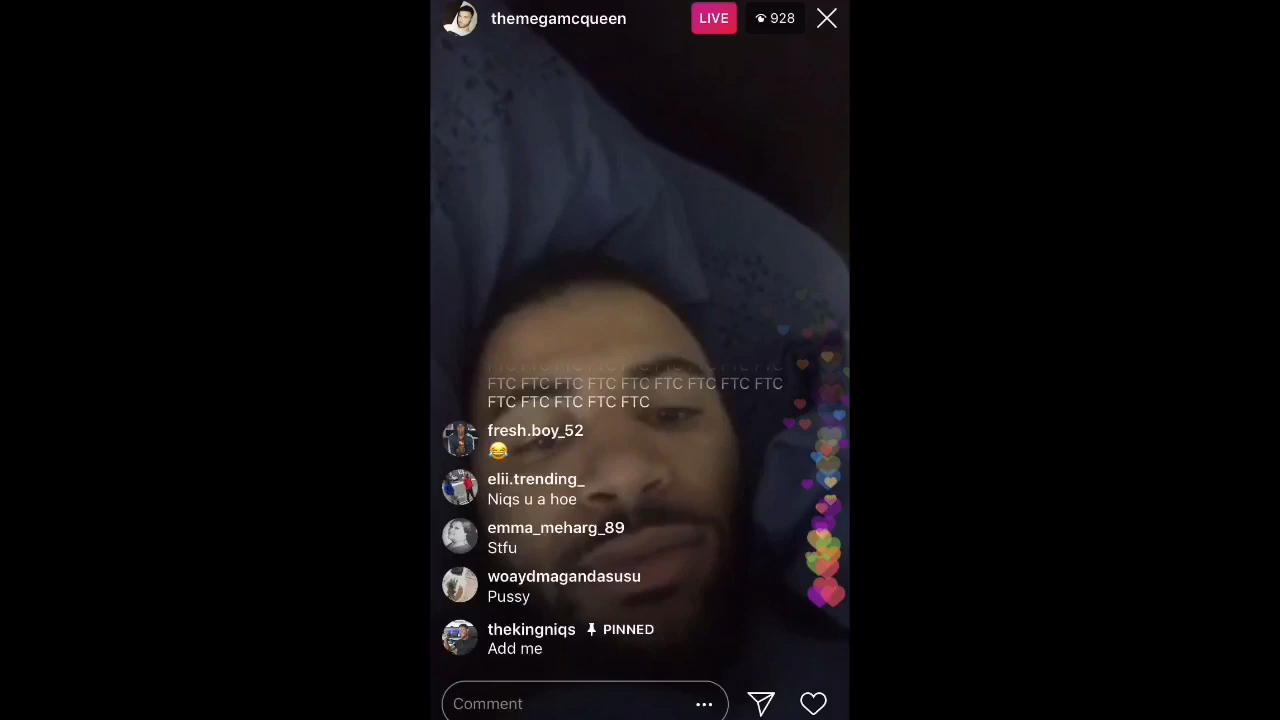 themegamcqueen LIVE 928
FTC FTC FTC FTC FTC FTC FTC FTC FTC
FTC FTC FTC FTC FTC
fresh.boy_52
😂
elii.trending_
Niqs u a hoe
emma_meharg_89
Stfu
woaydmagandasusu
Pussy
thekingniqs PINNED
Add me
Comment